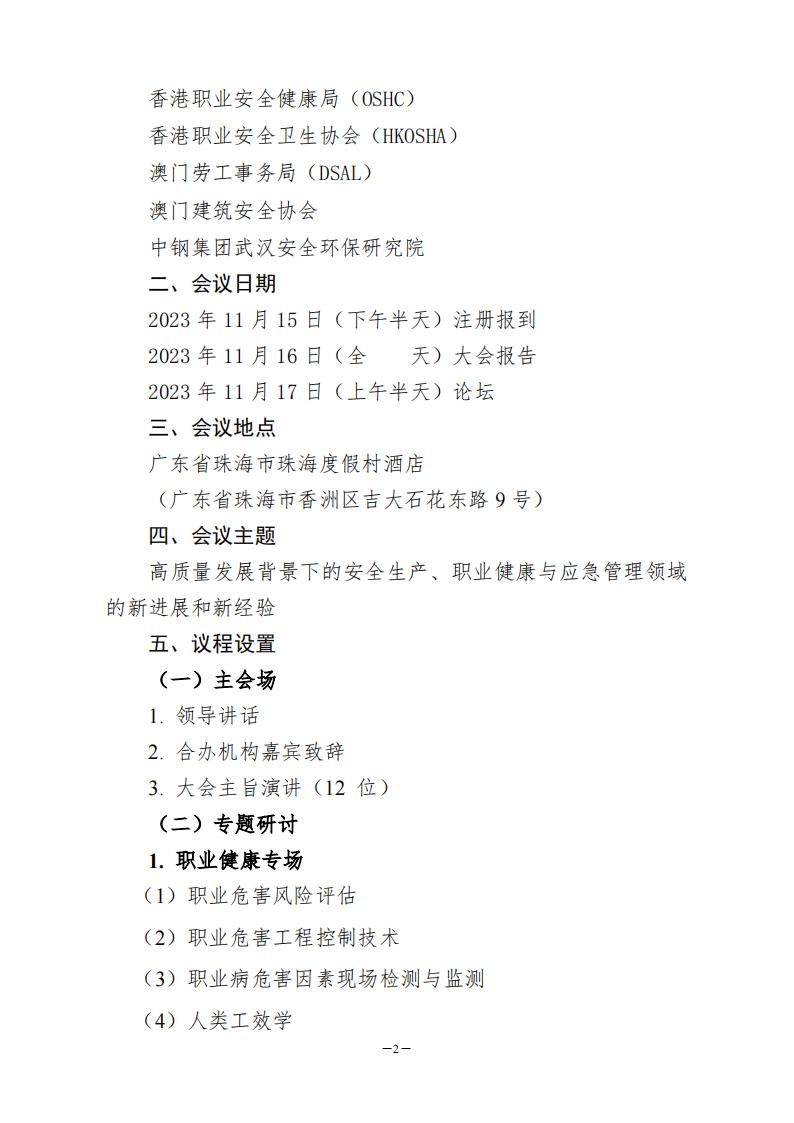 香港职业安全健康局（OSHC）
香港职业安全卫生协会（HKOSHA）
澳门劳工事务局（DSAL）
澳门建筑安全协会
中钢集团武汉安全环保研究院
二、会议日期
2023 年 11 月 15 日（下午半天）注册报到
2023 年 11 月 16 日（全　　天）大会报告
2023 年 11 月 17 日（上午半天）论坛
三、会议地点
广东省珠海市珠海度假村酒店
（广东省珠海市香洲区吉大石花东路 9 号）
四、会议主题
高质量发展背景下的安全生产、职业健康与应急管理领域
的新进展和新经验
五、议程设置
（一）主会场
1. 领导讲话
2. 合办机构嘉宾致辞
3. 大会主旨演讲（12 位）
（二）专题研讨
1. 职业健康专场
（1）职业危害风险评估
（2）职业危害工程控制技术
（3）职业病危害因素现场检测与监测
（4）人类工效学
—2—